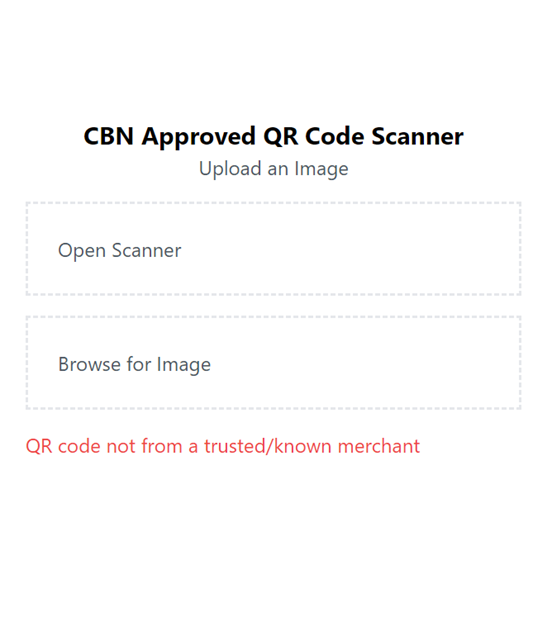 CBN Approved QR Code Scanner
Upload an Image
Open Scanner
Browse for Image
QR code not from a trusted/known merchant